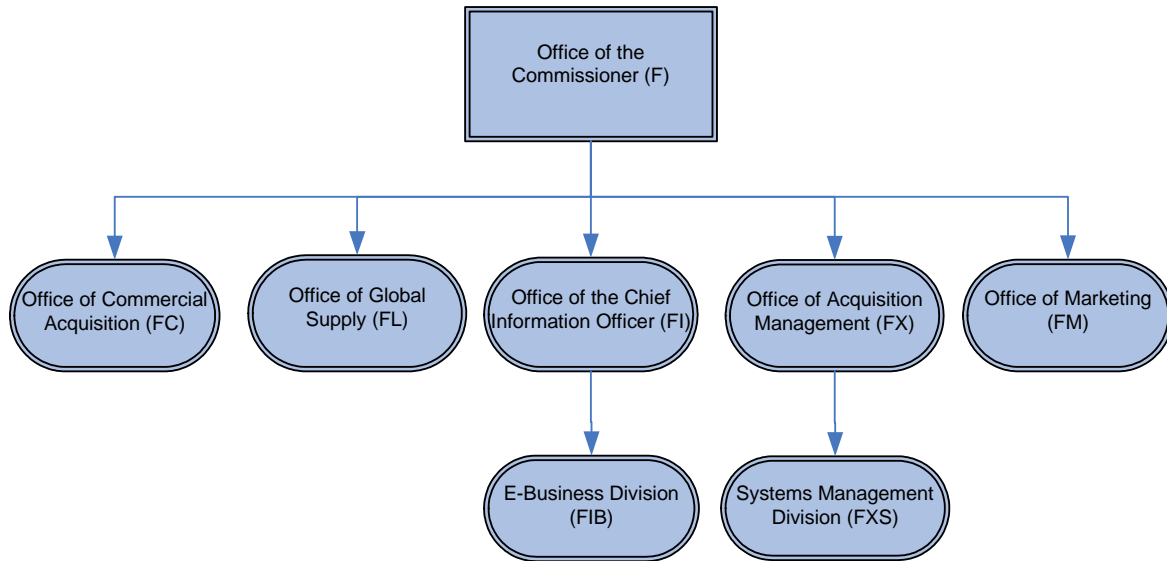 Office of the
Commissioner (F)
Office of Commercial
Acquisition (FC)
Office of Global
Supply (FL)
Office of the Chief
Information Officer (FI)
Office of Acquisition
Management (FX)
Office of Marketing
(FM)
E-Business Division
(FIB)
Systems Management
Division (FXS)